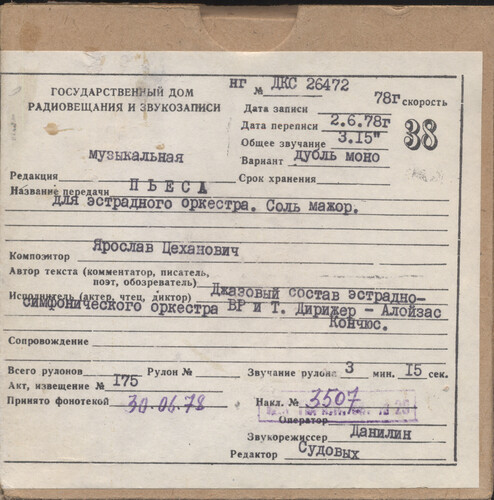 ГОСУДАРСТВЕННЫЙ ДОМ
РАДИОВЕЩАНИЯ И ЗВУКОЗАПИСИ
НГ № ДКС 26472
Дата записи 78г скорость
Дата переписи 2.6.78г 38
Общее звучание 3.15"
Вариант дубль моно
Срок хранения
музыкальная
Редакция
Название передачи ПЬЕСА
для эстрадного оркестра. Соль мажор.
Композитор Ярослав Цеханович
Автор текста (комментатор, писатель,
поэт, обозреватель)
Исполнитель (актер, чтец, диктор) Джазовый состав эстрадно-
симфонического оркестра ВР и Т. Дирижер - Алойзас
Кончюс.
Сопровождение
Всего рулонов Рулон № Звучание рулона 3 мин. 15 сек.
Акт, извещение № 175
Принято фонотекой 30.06.78 Накл. № 3507
Оператор
Звукорежиссер Данилин
Редактор Судовых